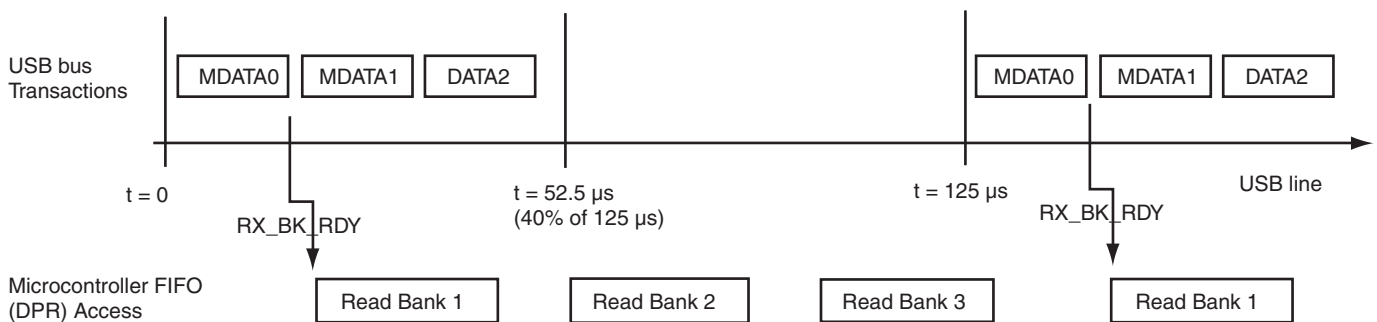 USB bus
Transactions
MDATA0
MDATA1
DATA2
MDATA0
MDATA1
DATA2
t = 0
t = 52.5 µs
(40% of 125 µs)
t = 125 µs
USB line
RX_BK_RDY
RX_BK_RDY
Microcontroller FIFO
(DPR) Access
Read Bank 1
Read Bank 2
Read Bank 3
Read Bank 1